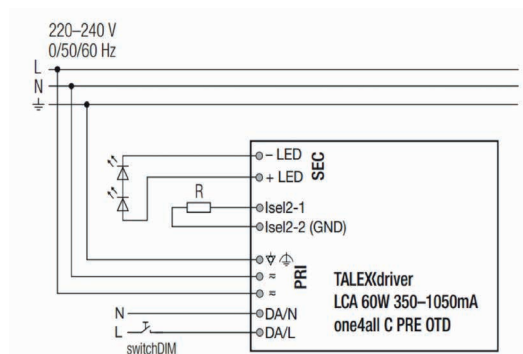 220–240 V
0/50/60 Hz
L
N
– LED
+ LED
SEC
R
Isel2-1
Isel2-2 (GND)
PRI
≂
≂
TALEXXdriver
LCA 60W 350–1050mA
one4all C PRE OTD
N
DA/N
L
DA/L
switchDIM